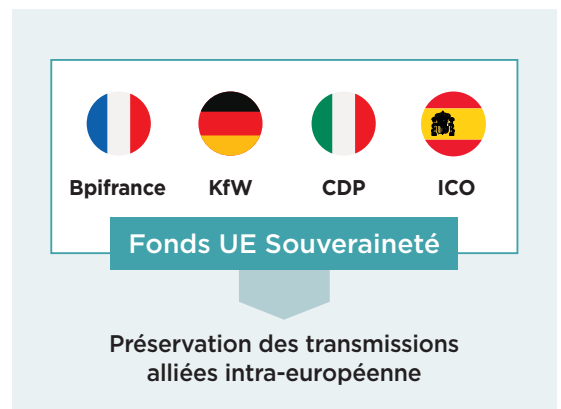 Bpifrance KfW CDP ICO
Fonds UE Souveraineté
Préservation des transmissions
alliées intra-européenne